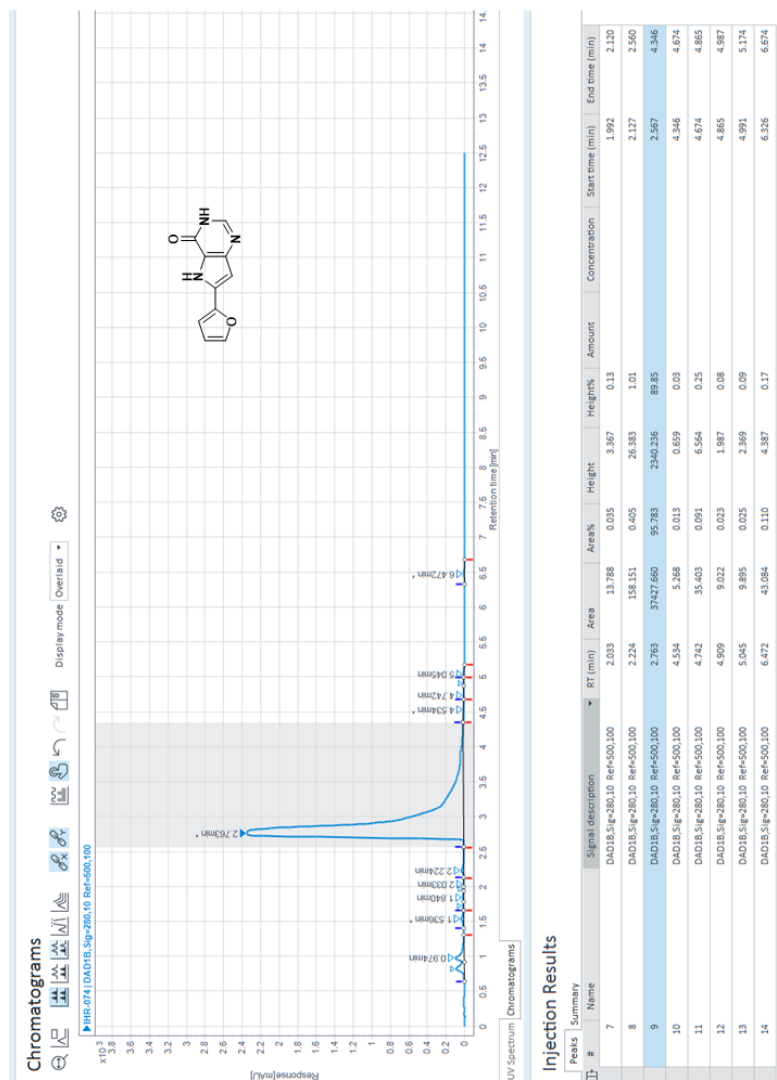 Chromatograms
Display mode Overlaid
IHR-074 | DAD1B,Sig=280,10 Ref=500,100
x10 3
3.8
3.6
3.4
3.2
3
2.8
2.6
2.4
2.2
2
1.8
1.6
1.4
1.2
1
0.8
0.6
0.4
0.2
0
Response[mAU]
0.974min
1.536min *
1.840min
2.033min
2.224min
2.763min *
4.534min *
4.742min
5.045min
6.472min *
O
NH
N
H
N
O
0 0.5 1 1.5 2 2.5 3 3.5 4 4.5 5 5.5 6 6.5 7 7.5 8 8.5 9 9.5 10 10.5 11 11.5 12 12.5 13 13.5 14 14.
Retention time [min]
UV Spectrum Chromatograms
Injection Results
Peaks Summary
# Name Signal description RT (min) Area Area% Height Height% Amount Concentration Start time (min) End time (min)
7 DAD1B,Sig=280,10 Ref=500,100 2.033 13.788 0.035 3.367 0.13 1.992 2.120
8 DAD1B,Sig=280,10 Ref=500,100 2.224 158.151 0.405 26.383 1.01 2.127 2.560
9 DAD1B,Sig=280,10 Ref=500,100 2.763 37427.660 95.783 2340.236 89.85 2.567 4.346
10 DAD1B,Sig=280,10 Ref=500,100 4.534 5.268 0.013 0.659 0.03 4.346 4.674
11 DAD1B,Sig=280,10 Ref=500,100 4.742 35.403 0.091 6.564 0.25 4.674 4.865
12 DAD1B,Sig=280,10 Ref=500,100 4.909 9.022 0.023 1.987 0.08 4.865 4.987
13 DAD1B,Sig=280,10 Ref=500,100 5.045 9.895 0.025 2.369 0.09 4.991 5.174
14 DAD1B,Sig=280,10 Ref=500,100 6.472 43.084 0.110 4.387 0.17 6.326 6.674